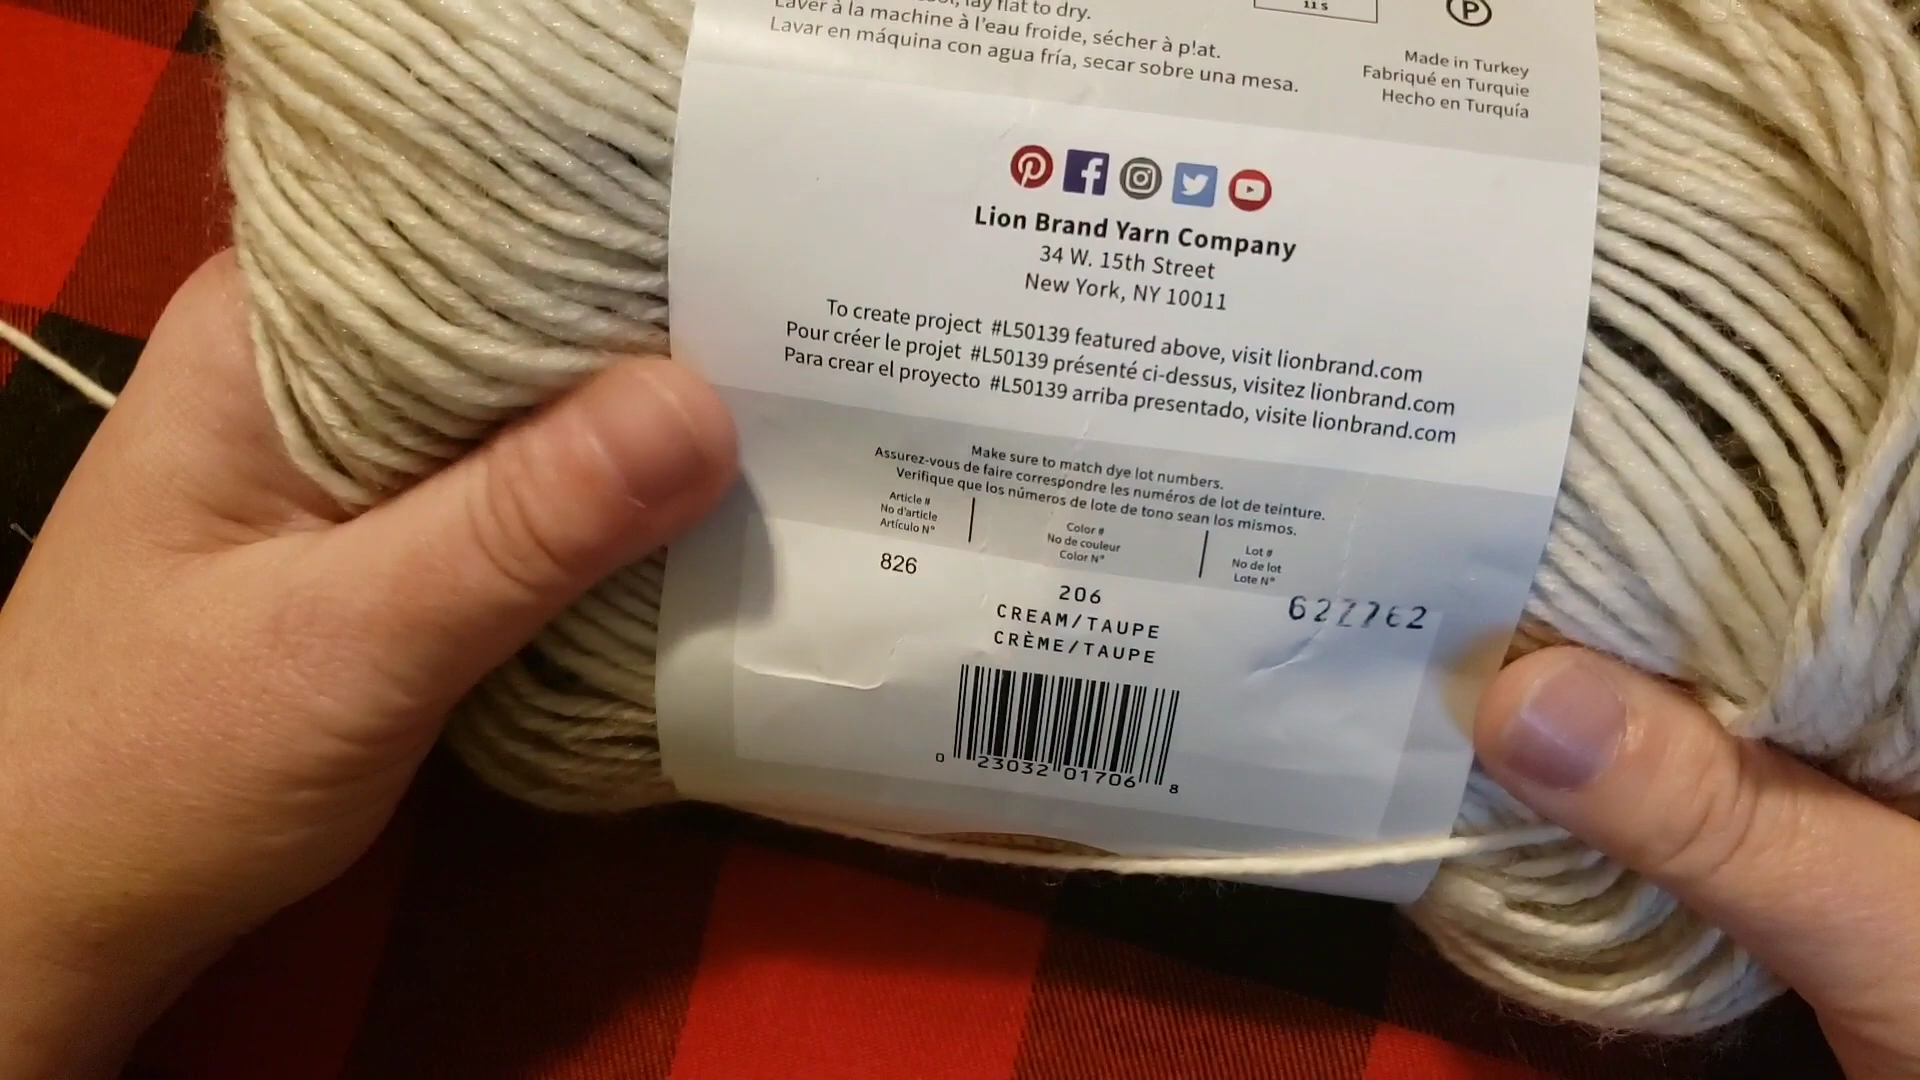 lay flat to dry.
Laver à la machine à l'eau froide, sécher à plat.
Lavar en máquina con agua fría, secar sobre una mesa.
11 S
P
Made in Turkey
Fabriqué en Turquie
Hecho en Turquía
Lion Brand Yarn Company
34 W. 15th Street
New York, NY 10011
To create project #L50139 featured above, visit lionbrand.com
Pour créer le projet #L50139 présenté ci-dessus, visitez lionbrand.com
Para crear el proyecto #L50139 arriba presentado, visite lionbrand.com
Make sure to match dye lot numbers.
Assurez-vous de faire correspondre les numéros de lot de teinture.
Verifique que los números de lote de tono sean los mismos.
Article #
No d'article
Artículo N°
Color #
No de couleur
Color N°
Lot #
No de lot
Lote N°
826
206
CREAM/TAUPE
CRÈME/TAUPE
0 23032 01706 8